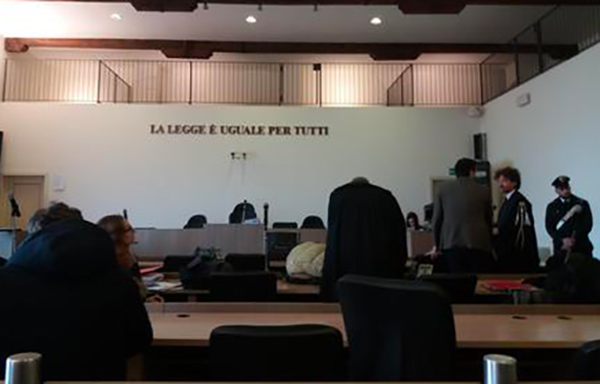 LA LEGGE È UGUALE PER TUTTI